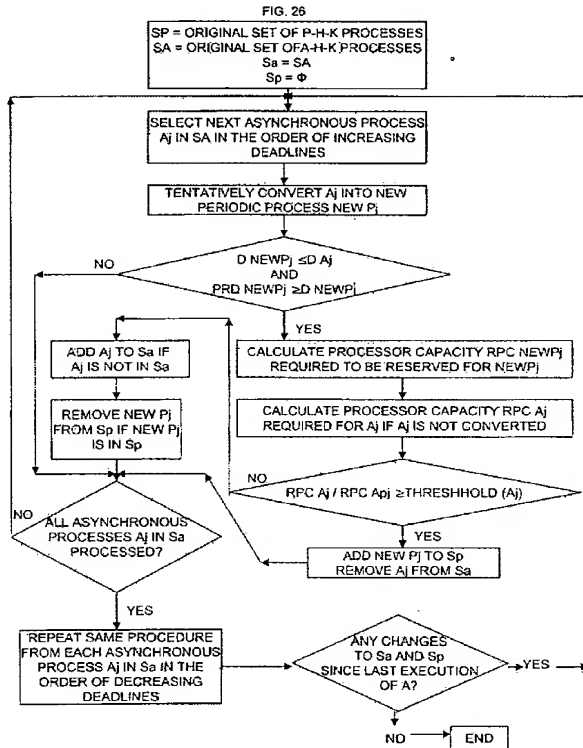 FIG. 26
SP = ORIGINAL SET OF P-H-K PROCESSES
SA = ORIGINAL SET OF A-H-K PROCESSES
Sa = SA
Sp = Φ
SELECT NEXT ASYNCHRONOUS PROCESS
Aj IN SA IN THE ORDER OF INCREASING
DEADLINES
TENTATIVELY CONVERT Aj INTO NEW
PERIODIC PROCESS NEW Pj
NO
D NEWPj ≤D Aj
AND
PRD NEWPj ≥D NEWPj
YES
ADD Aj TO Sa IF
Aj IS NOT IN Sa
CALCULATE PROCESSOR CAPACITY RPC NEWPj
REQUIRED TO BE RESERVED FOR NEWPj
REMOVE NEW Pj
FROM Sp IF NEW Pj
IS IN Sp
CALCULATE PROCESSOR CAPACITY RPC Aj
REQUIRED FOR Aj IF Aj IS NOT CONVERTED
NO
RPC Aj / RPC Apj ≥THRESHHOLD (Aj)
NO
ALL ASYNCHRONOUS
PROCESSES Aj IN Sa
PROCESSED?
ADD NEW Pj TO Sp
REMOVE Aj FROM Sa
YES
REPEAT SAME PROCEDURE
FROM EACH ASYNCHRONOUS
PROCESS Aj IN Sa IN THE
ORDER OF DECREASING
DEADLINES
ANY CHANGES
TO Sa AND Sp
SINCE LAST EXECUTION
OF A?
YES
NO
END